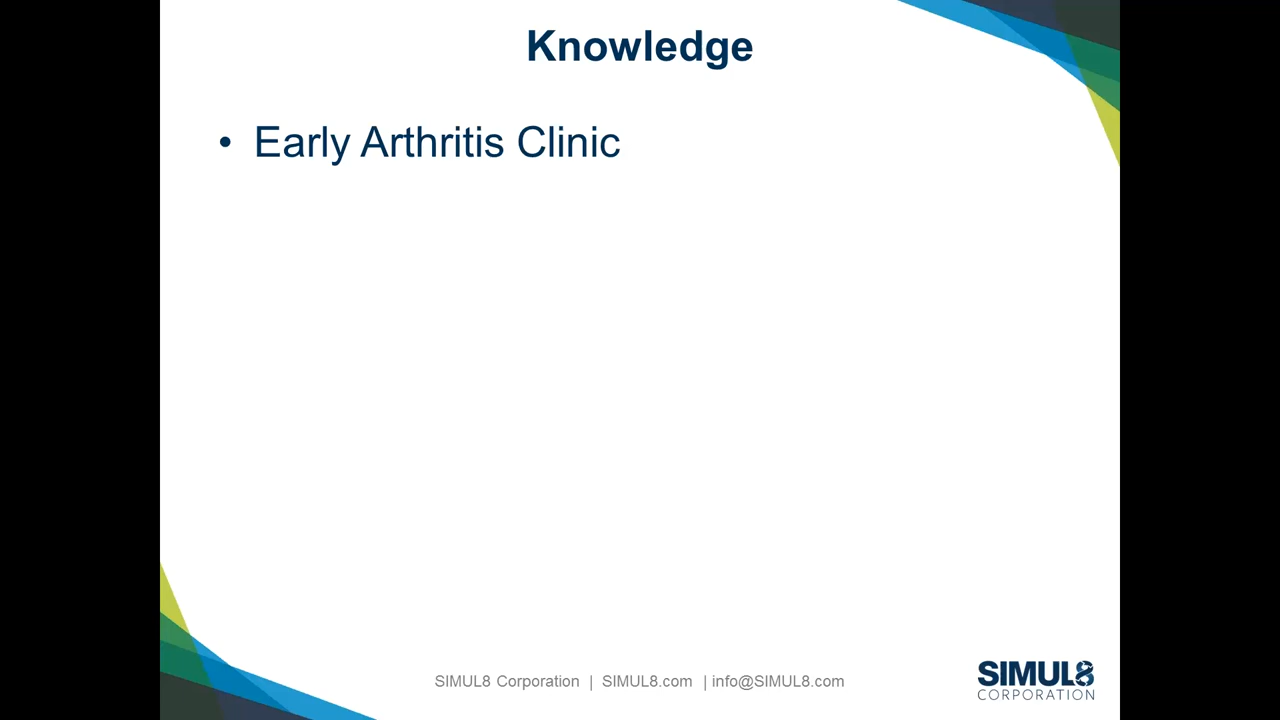 Knowledge
• Early Arthritis Clinic
SIMUL8 Corporation | SIMUL8.com | info@SIMUL8.com
SIMUL8
CORPORATION